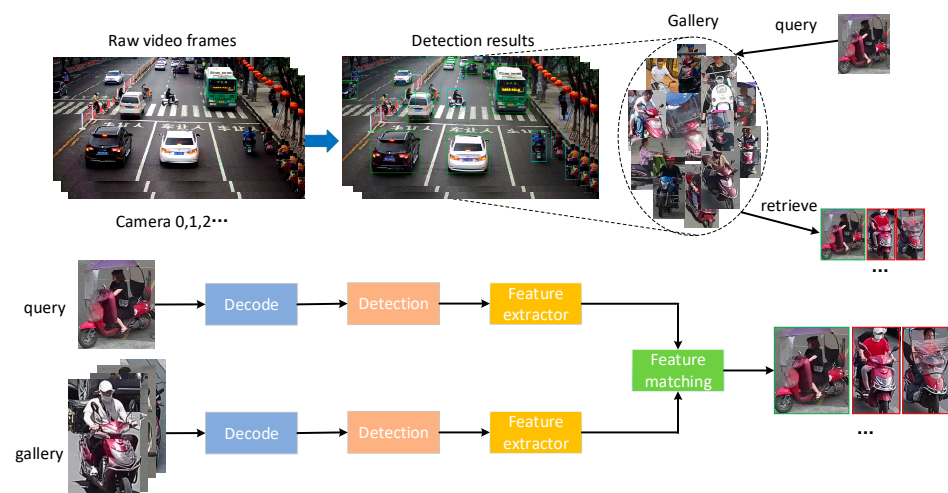 Raw video frames
Detection results
Gallery
query
Camera 0,1,2···
retrieve
...
query
Decode
Detection
Feature
extractor
Feature
matching
gallery
Decode
Detection
Feature
extractor
...